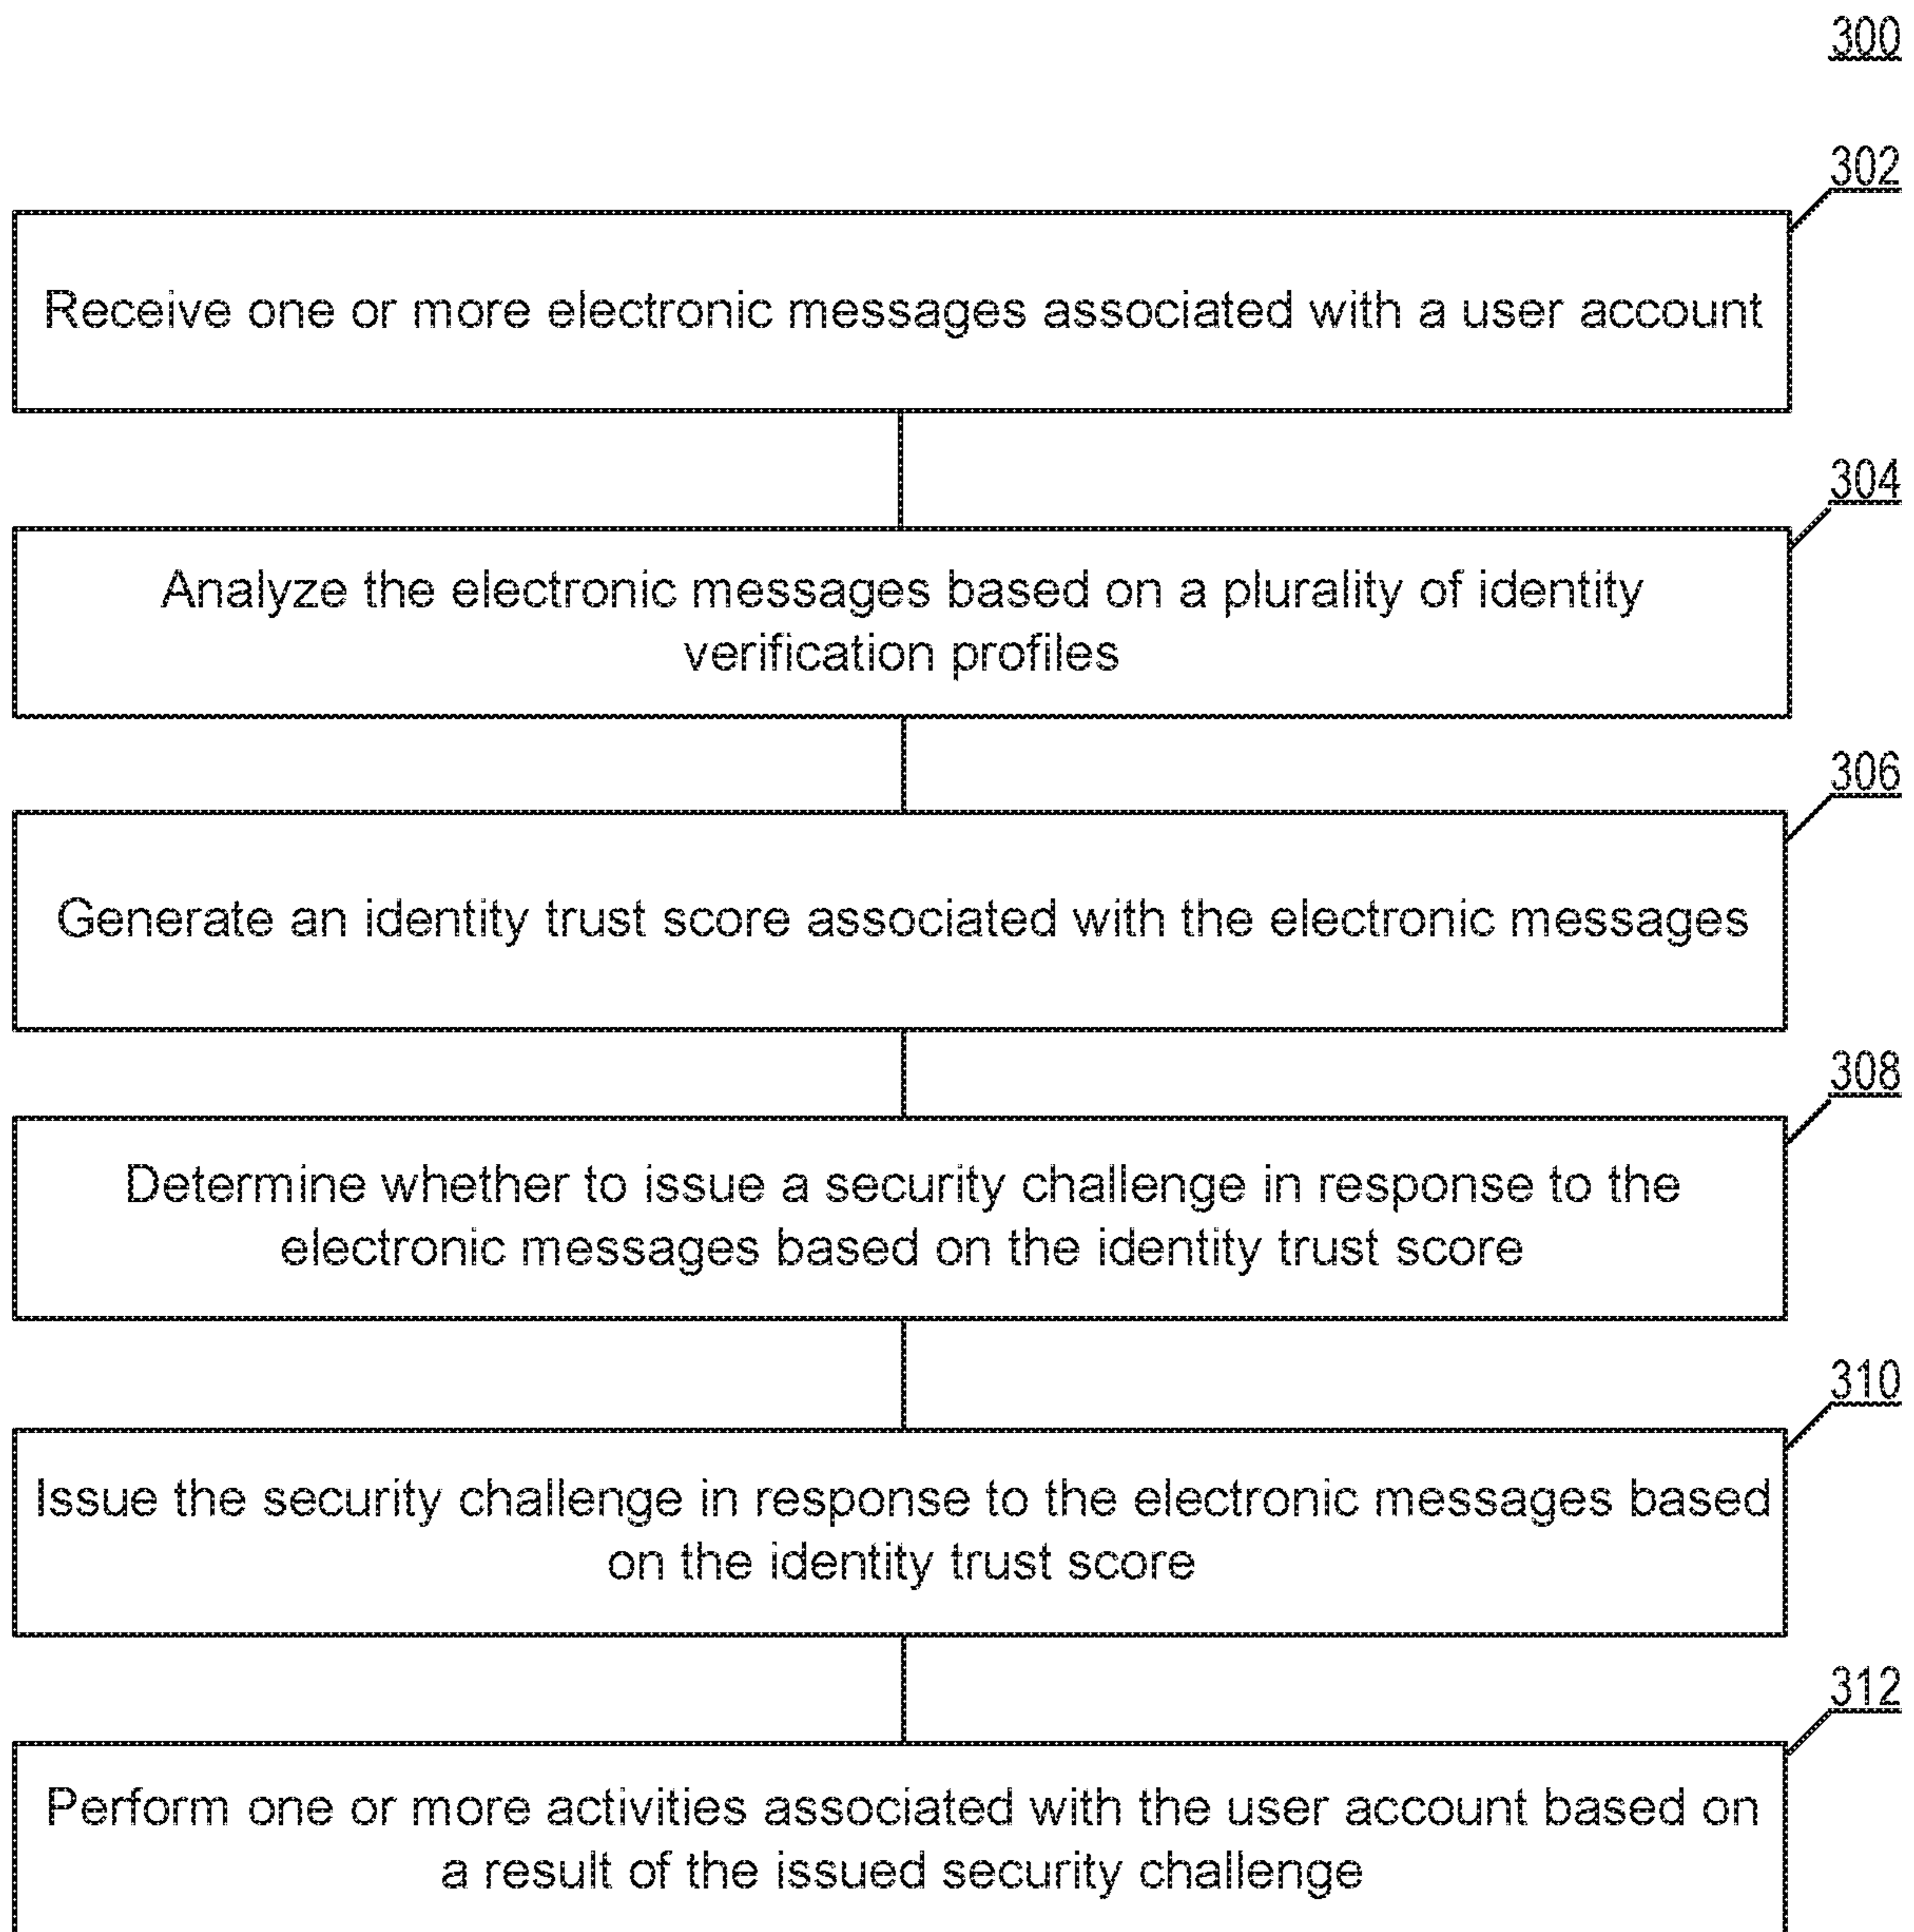 300
302
Receive one or more electronic messages associated with a user account
304
Analyze the electronic messages based on a plurality of identity
verification profiles
306
Generate an identity trust score associated with the electronic messages
308
Determine whether to issue a security challenge in response to the
electronic messages based on the identity trust score
310
Issue the security challenge in response to the electronic messages based
on the identity trust score
312
Perform one or more activities associated with the user account based on
a result of the issued security challenge